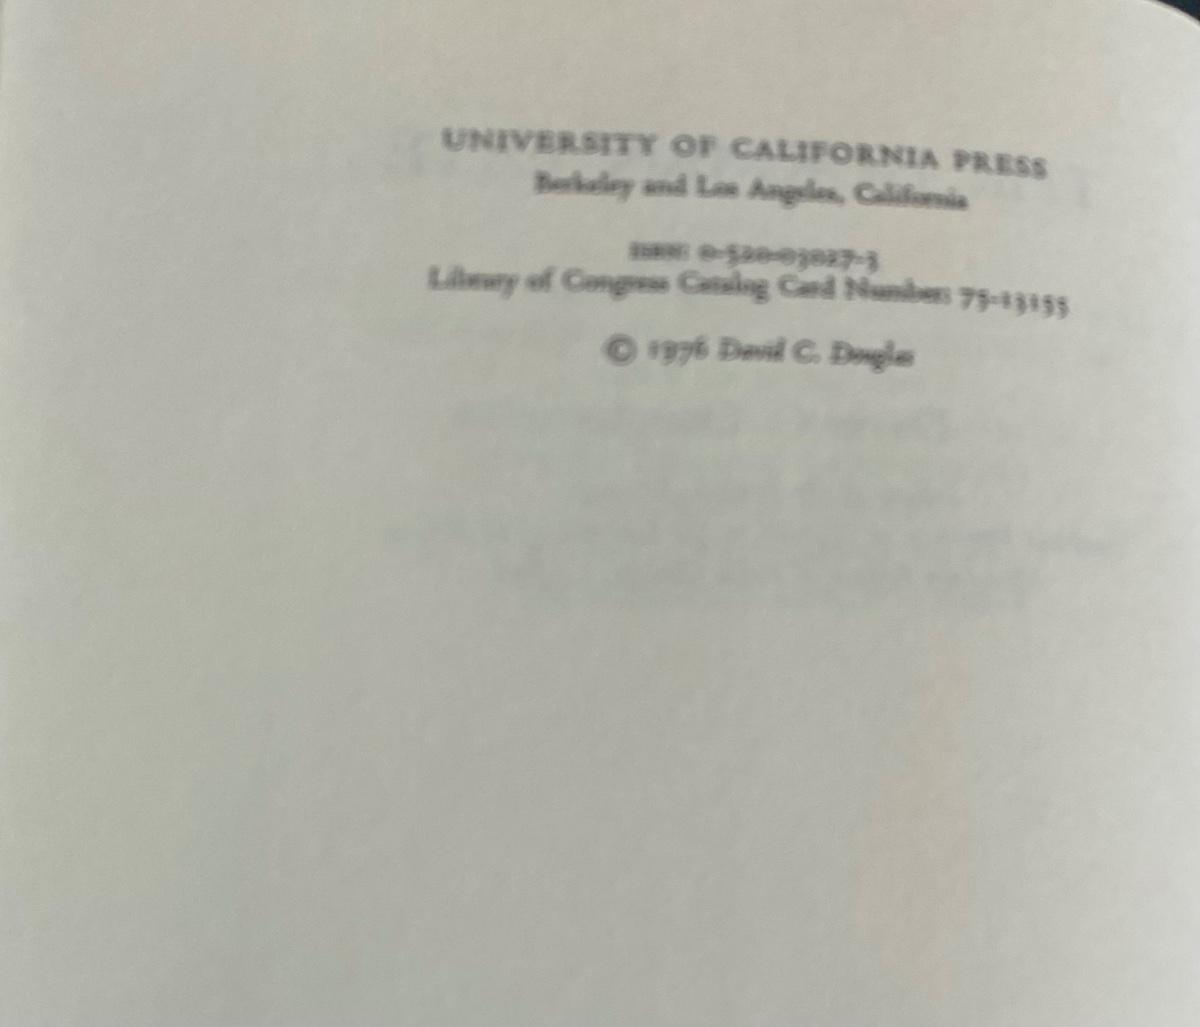 UNIVERSITY OF CALIFORNIA PRESS
Berkeley and Los Angeles, California
ISBN: 0-520-03027-3
Library of Congress Catalog Card Number: 75-13155
© 1976 David C. Douglas